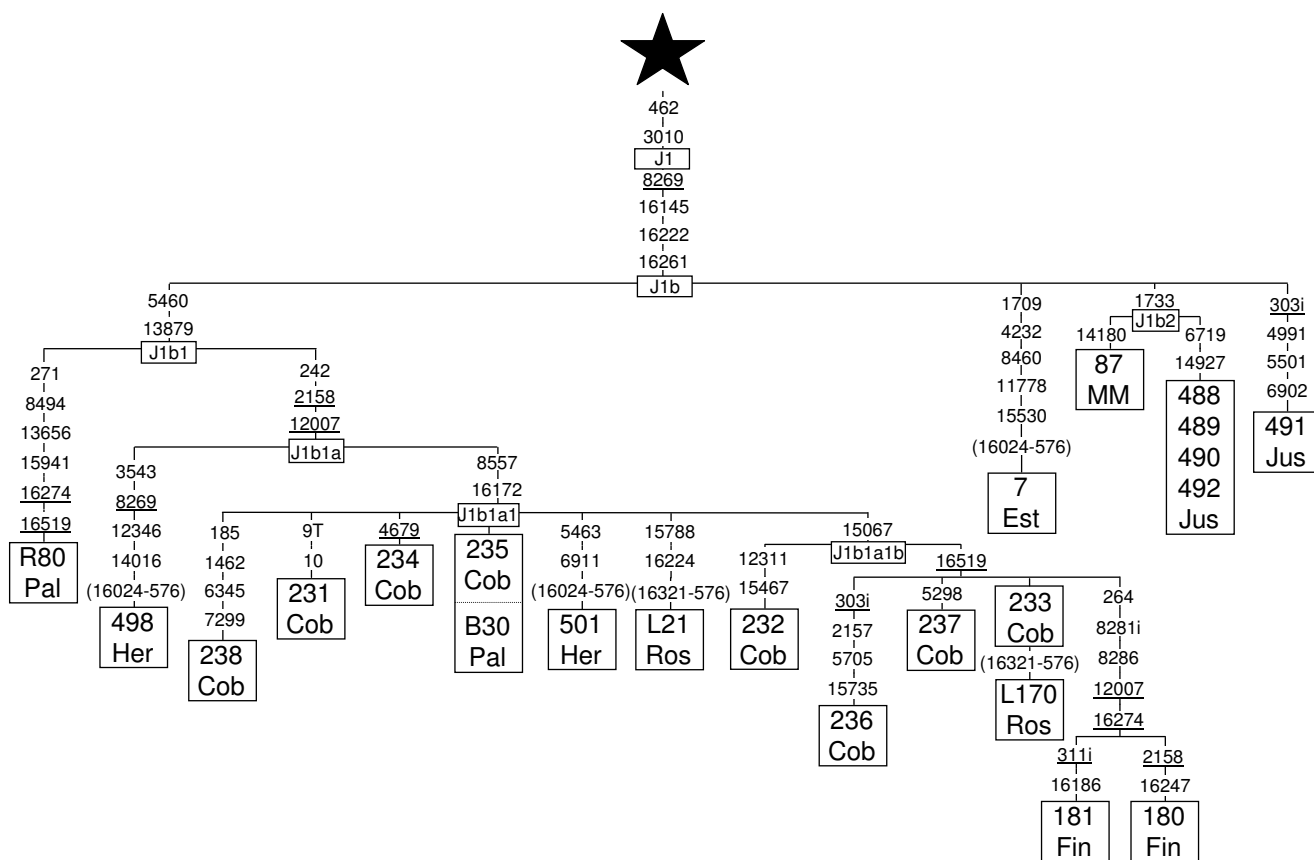 462
3010
J1
8269
16145
16222
16261
J1b
5460
13879
J1b1
271
8494
13656
15941
16274
16519
R80
Pal
242
2158
12007
J1b1a
3543
8269
12346
14016
(16024-576)
498
Her
8557
16172
J1b1a1
185
1462
6345
7299
238
Cob
9T
10
231
Cob
4679
234
Cob
235
Cob
B30
Pal
5463
6911
(16024-576)
501
Her
15788
16224
(16321-576)
L21
Ros
15067
J1b1a1b
12311
15467
232
Cob
16519
303i
2157
5705
15735
236
Cob
5298
237
Cob
233
Cob
(16321-576)
L170
Ros
264
8281i
8286
12007
16274
311i
16186
181
Fin
2158
16247
180
Fin
1709
4232
8460
11778
15530
(16024-576)
7
Est
1733
J1b2
14180
87
MM
6719
14927
488
489
490
492
Jus
303i
4991
5501
6902
491
Jus